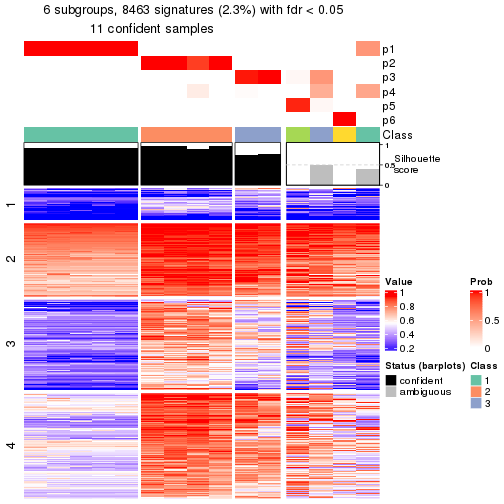 6 subgroups, 8463 signatures (2.3%) with fdr < 0.05
11 confident samples
p1
p2
p3
p4
p5
p6
Class
1
0.5
0
Silhouette
score
1
2
3
4
Value
1
0.8
0.6
0.4
0.2
Prob
1
0.5
0
Status (barplots)
confident
ambiguous
Class
1
2
3